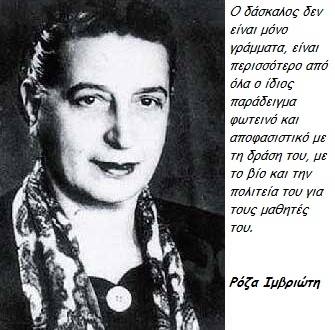 Ο δάσκαλος δεν
είναι μόνο
γράμματα, είναι
περισσότερο από
όλα ο ίδιος
παράδειγμα
φωτεινό και
αποφασιστικό με
τη δράση του, με
το βίο και την
πολιτεία του για
τους μαθητές
του.
Ρόζα Ιμβριώτη